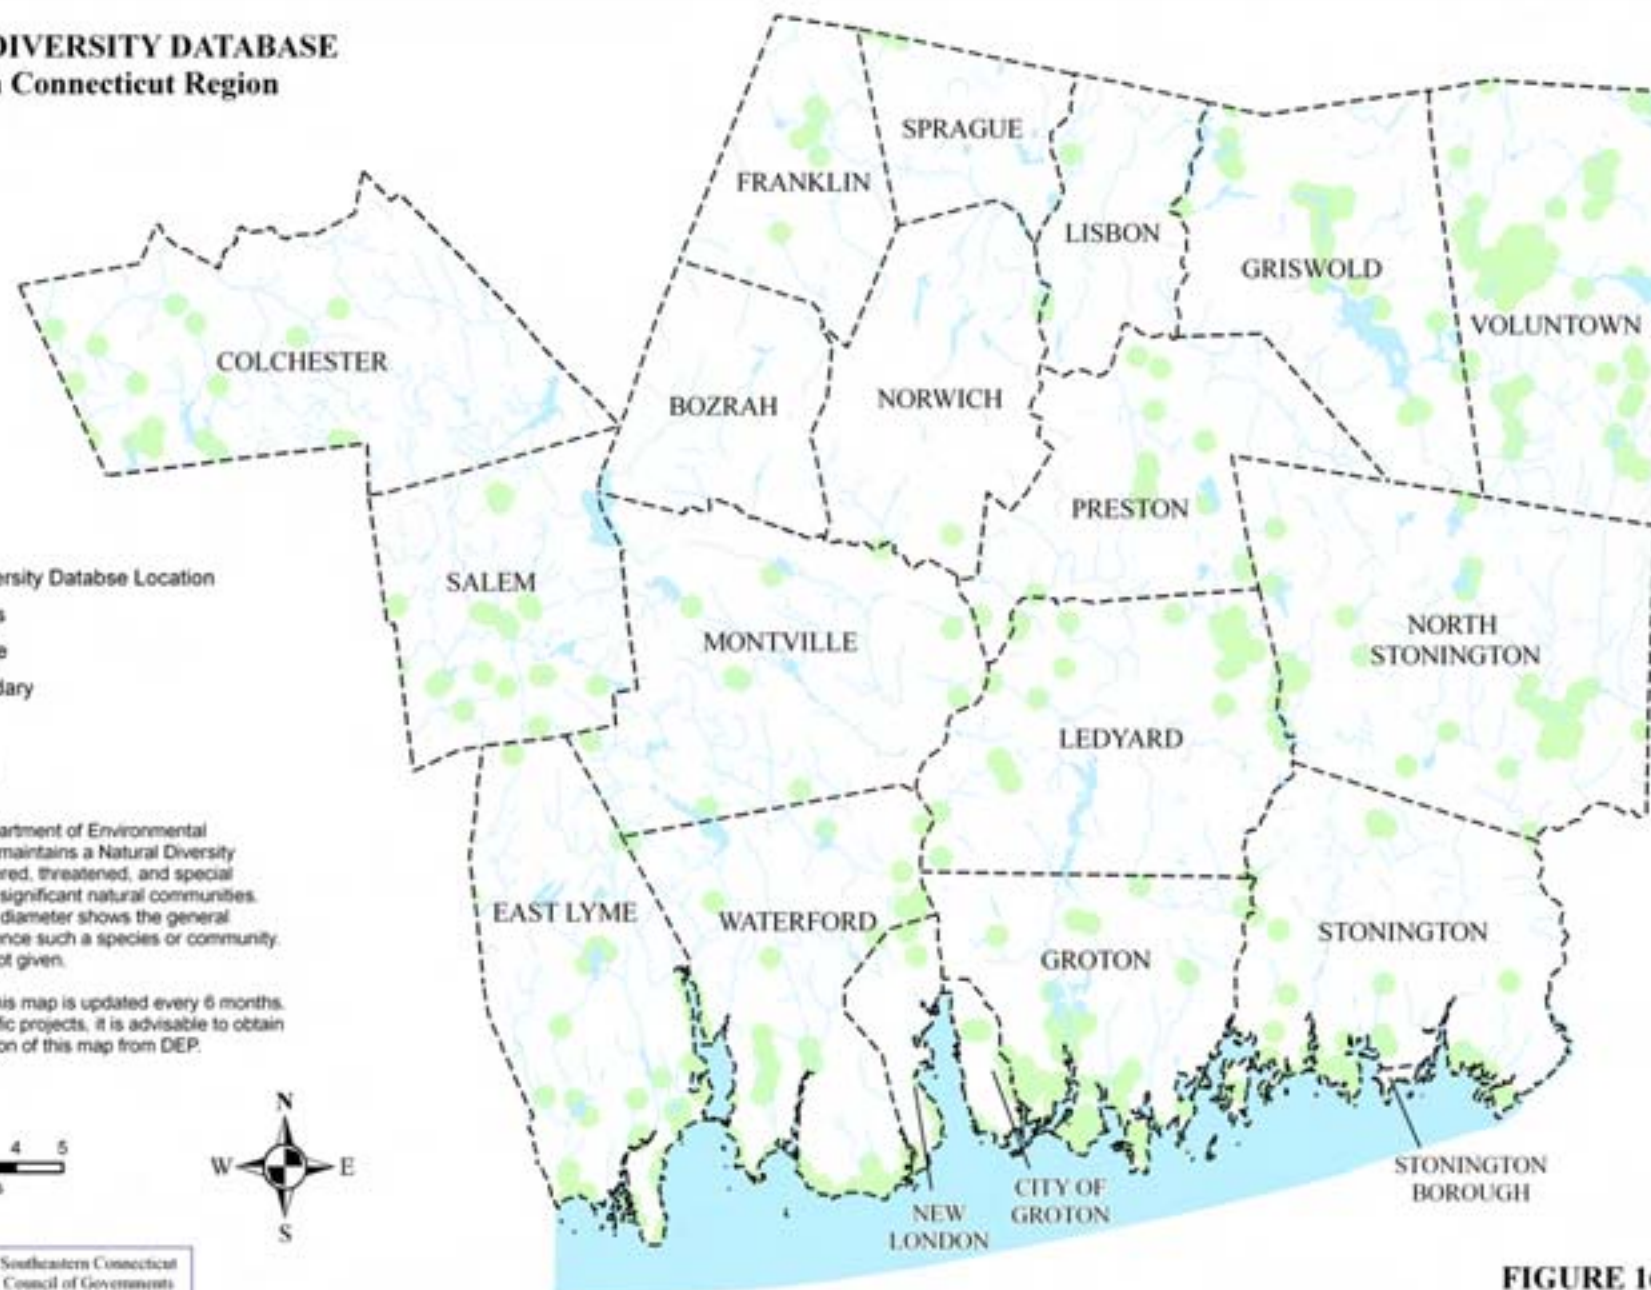 DIVERSITY DATABASE
Connecticut Region
SPRAGUE
FRANKLIN
LISBON
GRISWOLD
VOLUNTOWN
COLCHESTER
BOZRAH
NORWICH
PRESTON
ersity Databse Location
s
e
dary
SALEM
MONTVILLE
NORTH
STONINGTON
LEDYARD
artment of Environmental
maintains a Natural Diversity
red, threatened, and special
significant natural communities.
diameter shows the general
ence such a species or community.
ot given.
his map is updated every 6 months.
fic projects, it is advisable to obtain
on of this map from DEP.
EAST LYME
WATERFORD
GROTON
STONINGTON
4 5
N
W E
S
NEW
LONDON
CITY OF
GROTON
STONINGTON
BOROUGH
Southeastern Connecticut
Council of Governments
FIGURE 16